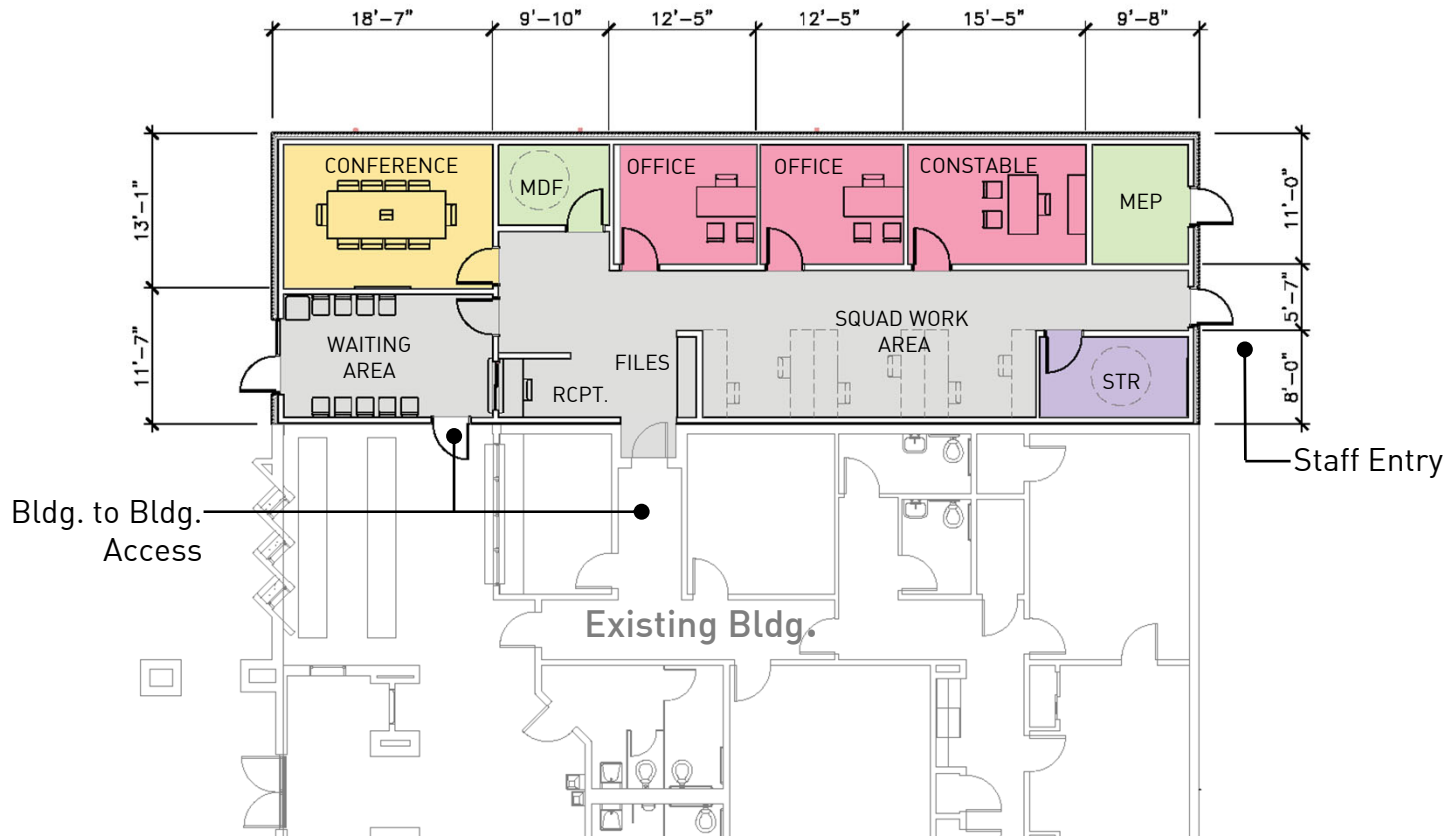 18'-7"
9'-10"
12'-5"
12'-5"
15'-5"
9'-8"
13'-1"
11'-7"
11'-0"
5'-7"
8'-0"
CONFERENCE
MDF
OFFICE
OFFICE
CONSTABLE
MEP
WAITING
AREA
FILES
RCPT.
SQUAD WORK
AREA
STR
Staff Entry
Bldg. to Bldg.
Access
Existing Bldg.